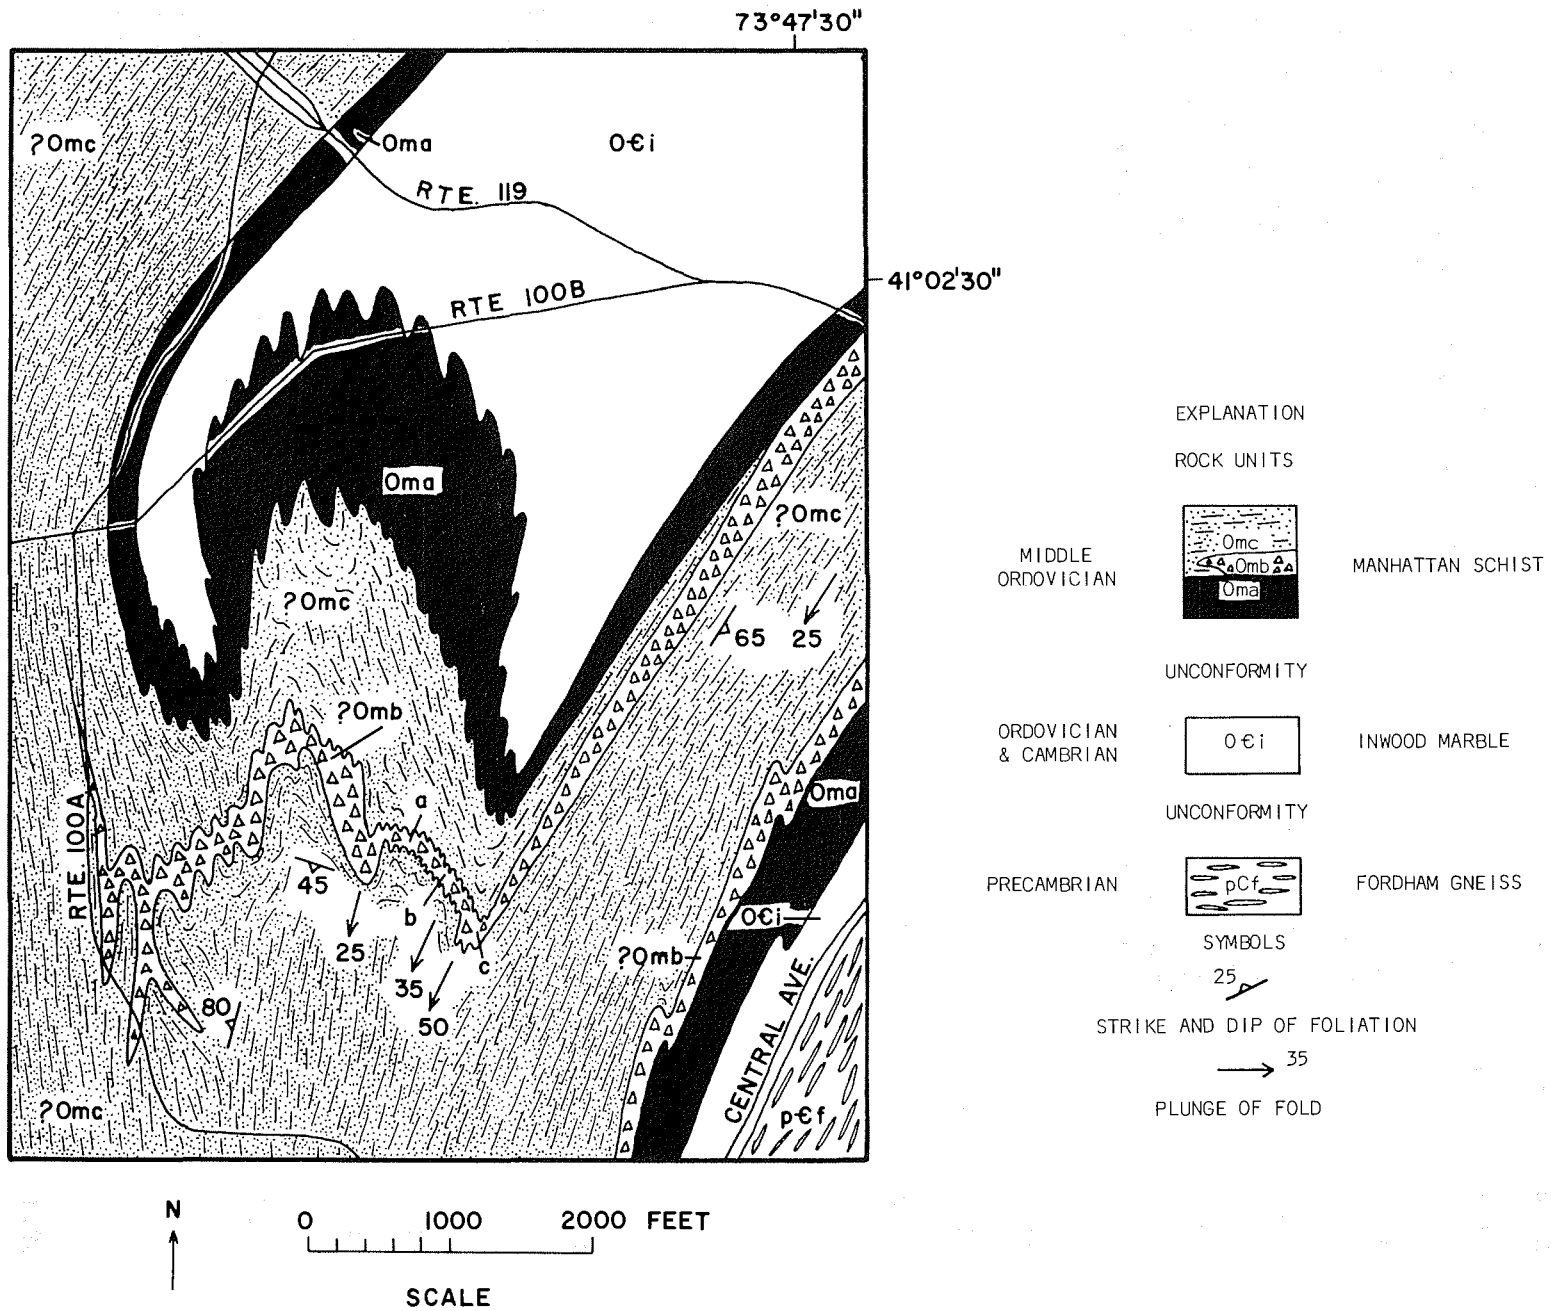 73°47'30"
?Omc
Oma
O€i
RTE. 119
41°02'30"
RTE 100B
Oma
?Omc
?Omc
65 25
?Omb
a
Oma
RTE. 100A
45
b
O€i
25
?Omb
c
35
80
50
CENTRAL AVE.
?Omc
p€f
N
0 1000 2000 FEET
SCALE
EXPLANATION
ROCK UNITS
MIDDLE
ORDOVICIAN
Omc
Omb
Oma
MANHATTAN SCHIST
UNCONFORMITY
ORDOVICIAN
& CAMBRIAN
O€i
INWOOD MARBLE
UNCONFORMITY
PRECAMBRIAN
p€f
FORDHAM GNEISS
SYMBOLS
25
STRIKE AND DIP OF FOLIATION
35
PLUNGE OF FOLD